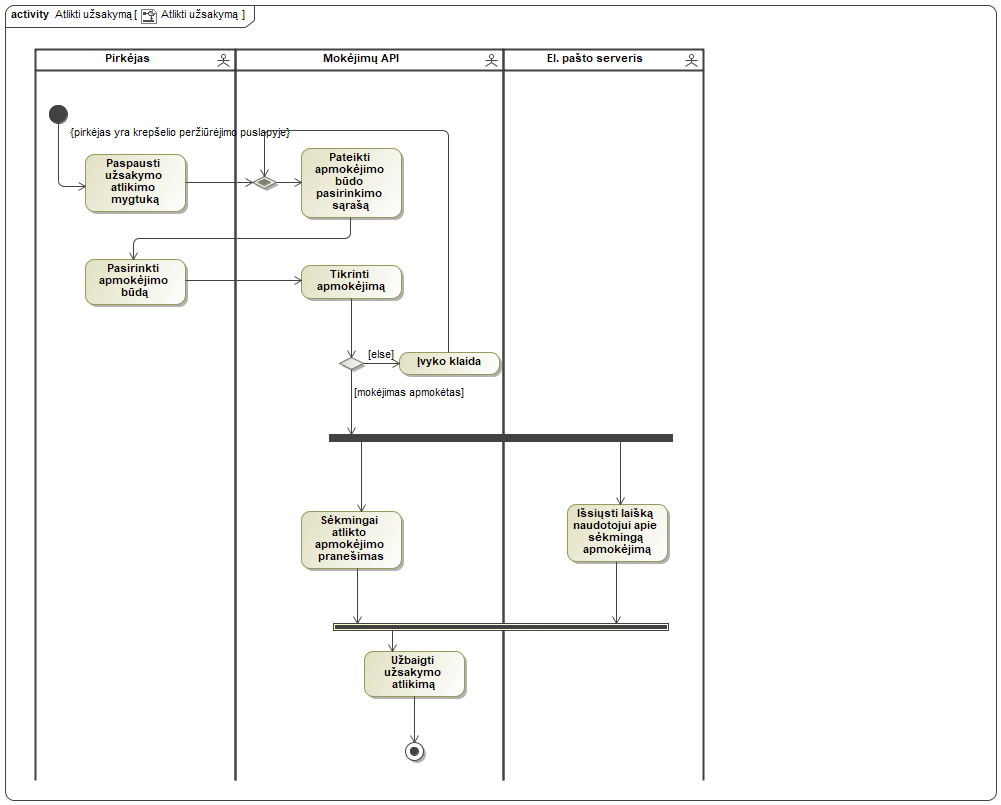 activity Atlikti užsakymą [ Atlikti užsakymą ]
Pirkėjas
Mokėjimų API
El. pašto serveris
{pirkėjas yra krepšelio peržiūrėjimo puslapyje}
Paspausti
užsakymo
atlikimo
mygtuką
Pateikti
apmokėjimo
būdo
pasirinkimo
sąrašą
Pasirinkti
apmokėjimo
būdą
Tikrinti
apmokėjimą
[else]
Įvyko klaida
[mokėjimas apmokėtas]
Sėkmingai
atlikto
apmokėjimo
pranešimas
Išsiųsti laišką
naudotojui apie
sėkmingą
apmokėjimą
Užbaigti
užsakymo
atlikimą